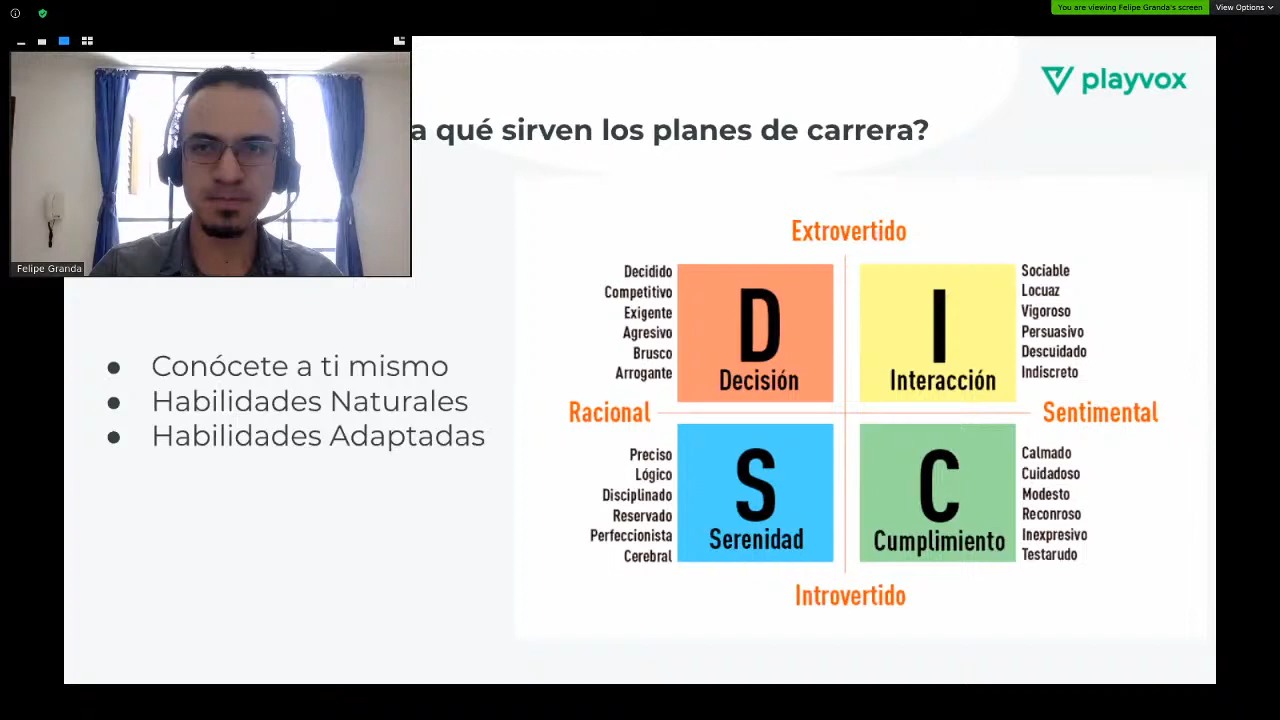 You are viewing Felipe Granda's screen
View Options
Felipe Granda
playvox
a qué sirven los planes de carrera?
Conócete a ti mismo
Habilidades Naturales
Habilidades Adaptadas
Extrovertido
Decidido
Competitivo
Exigente
Agresivo
Brusco
Arrogante
D
Decisión
I
Interacción
Sociable
Locuaz
Vigoroso
Persuasivo
Descuidado
Indiscreto
Racional
Sentimental
Preciso
Lógico
Disciplinado
Reservado
Perfeccionista
Cerebral
S
Serenidad
C
Cumplimiento
Calmado
Cuidadoso
Modesto
Reconroso
Inexpresivo
Testarudo
Introvertido